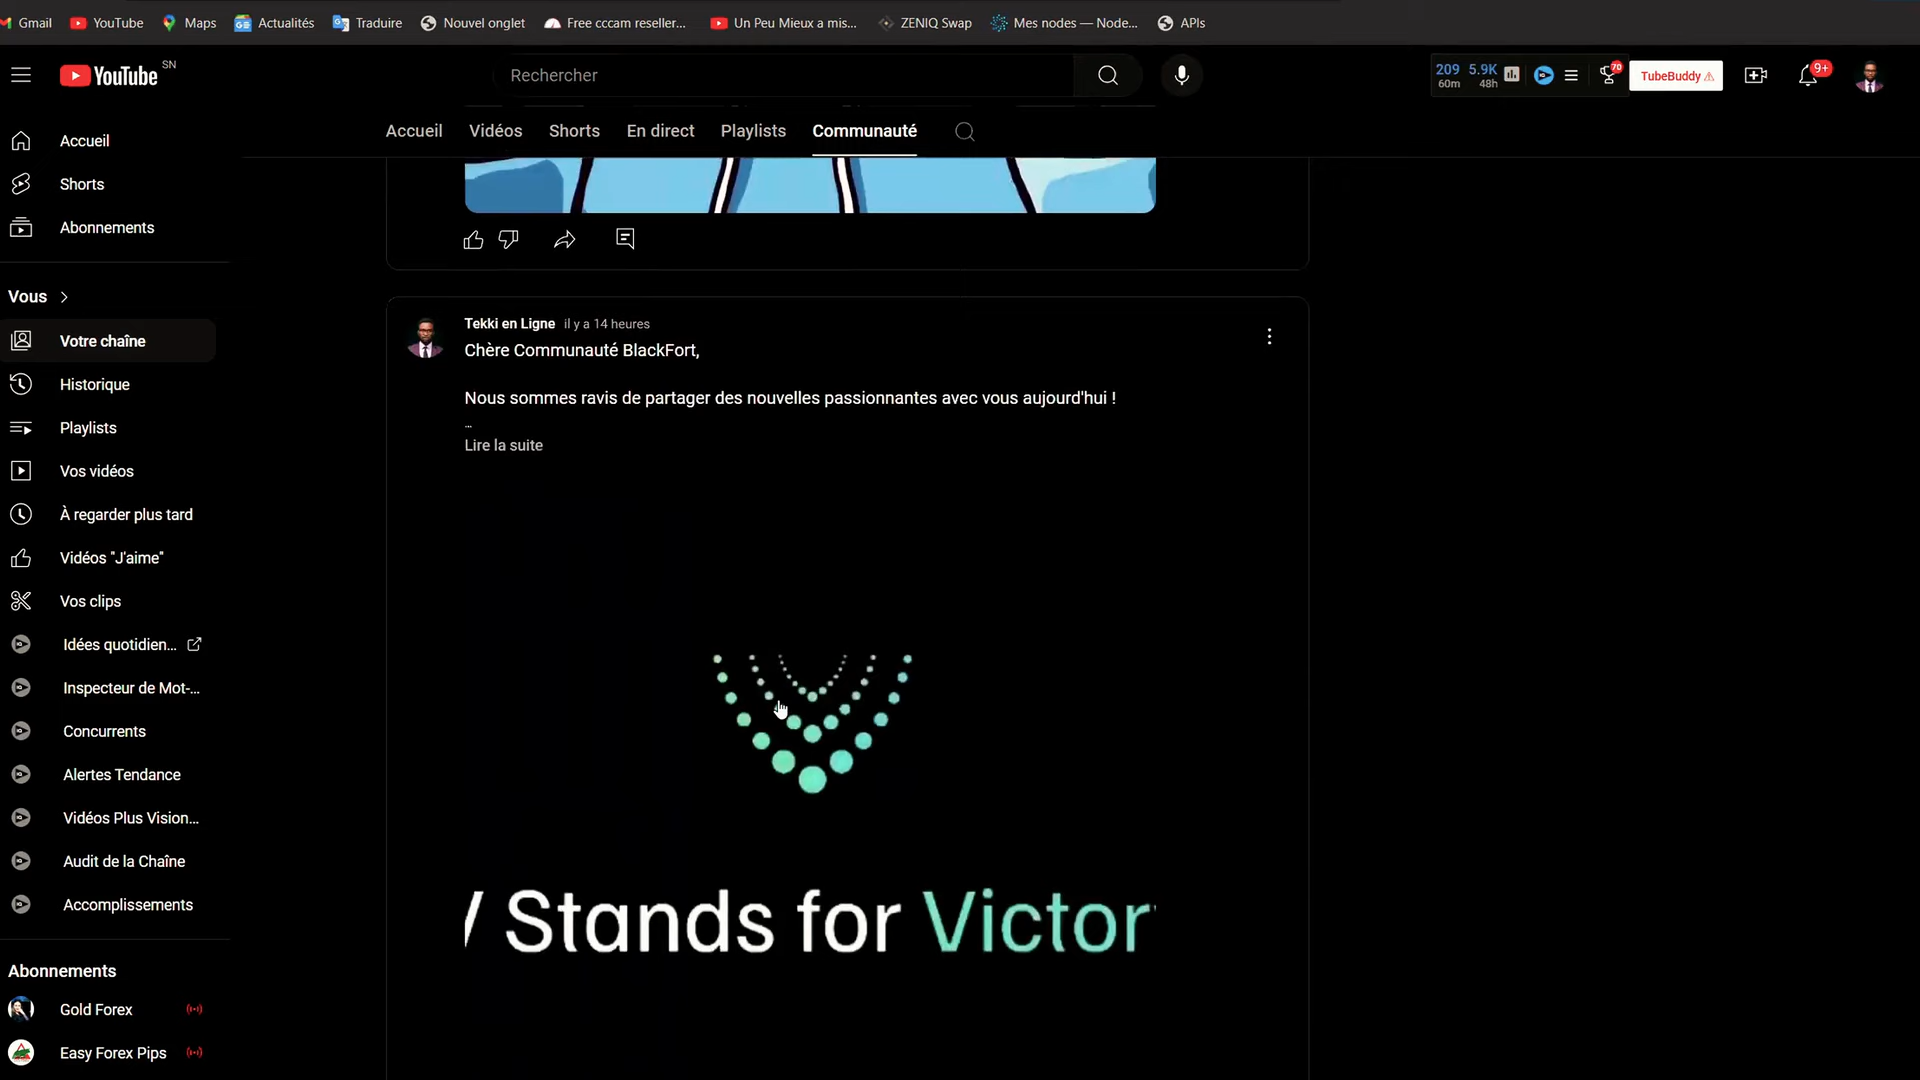 Gmail
YouTube
Maps
Actualités
Traduire
Nouvel onglet
Free cccam reseller...
Un Peu Mieux a mis...
ZENIQ Swap
Mes nodes — Node...
APIs
YouTube SN
Rechercher
209 60m
5.9K 48h
70
TubeBuddy
9+
Accueil
Vidéos
Shorts
En direct
Playlists
Communauté
Accueil
Shorts
Abonnements
Vous
Votre chaîne
Historique
Playlists
Vos vidéos
À regarder plus tard
Vidéos "J'aime"
Vos clips
Idées quotidien...
Inspecteur de Mot-...
Concurrents
Alertes Tendance
Vidéos Plus Vision...
Audit de la Chaîne
Accomplissements
Abonnements
Gold Forex
Easy Forex Pips
Tekki en Ligne il y a 14 heures
Chère Communauté BlackFort,
Nous sommes ravis de partager des nouvelles passionnantes avec vous aujourd'hui !
...
Lire la suite
V Stands for Victor